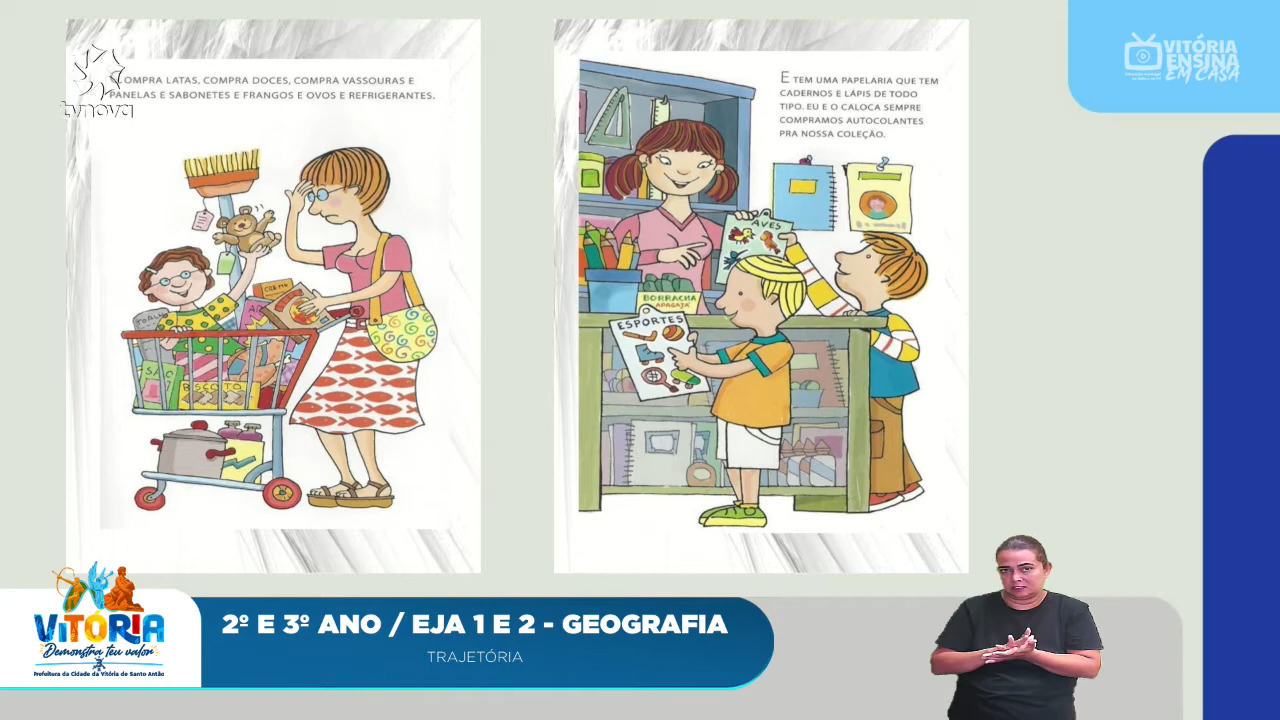 COMPRA LATAS, COMPRA DOCES, COMPRA VASSOURAS E
PANELAS E SABONETES E FRANGOS E OVOS E REFRIGERANTES.
tvnova
E TEM UMA PAPELARIA QUE TEM
CADERNOS E LÁPIS DE TODO
TIPO. EU E O CALOCA SEMPRE
COMPRAMOS AUTOCOLANTES
PRA NOSSA COLEÇÃO.
VITÓRIA
ENSINA
EM CASA
AVES
BORRACHA
APAGAJÁ
ESPORTES
CREME
BISCOITO
VITÓRIA
Demonstra teu valor
Prefeitura da Cidade da Vitória de Santo Antão
2º E 3º ANO / EJA 1 E 2 - GEOGRAFIA
TRAJETÓRIA